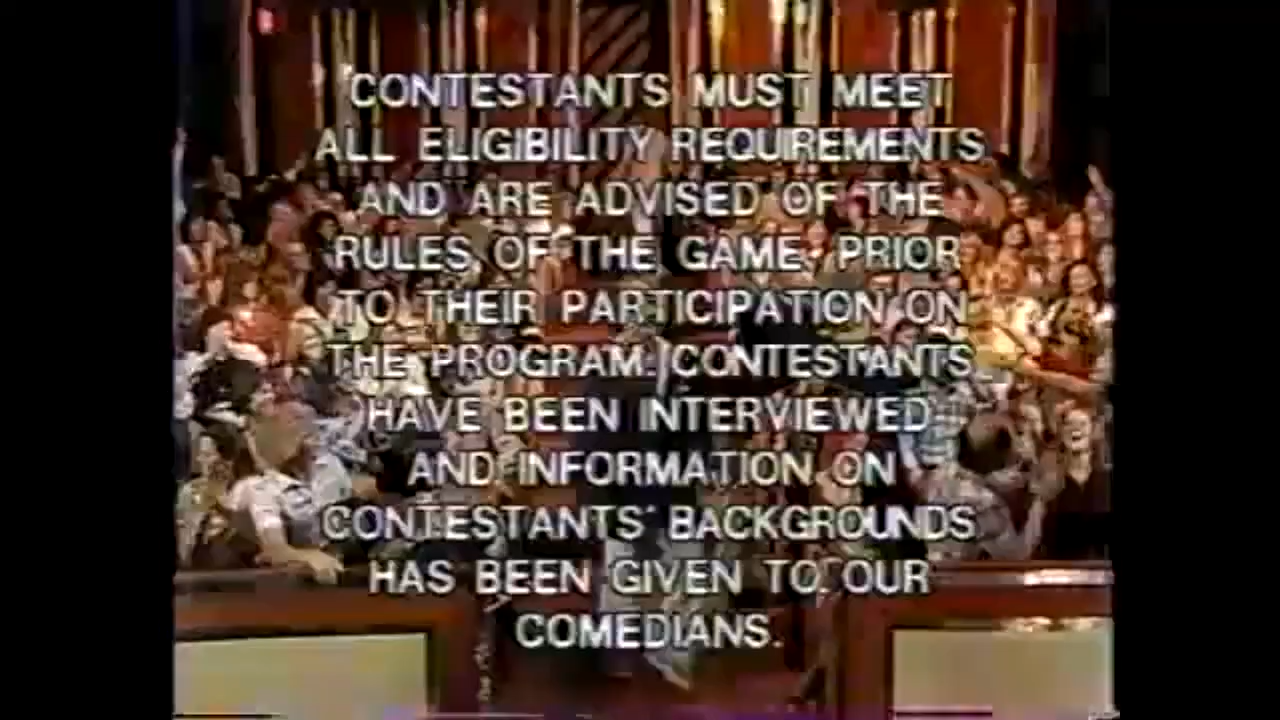 CONTESTANTS MUST MEET
ALL ELIGIBILITY REQUIREMENTS
AND ARE ADVISED OF THE
RULES OF THE GAME PRIOR
TO THEIR PARTICIPATION ON
THE PROGRAM. CONTESTANTS
HAVE BEEN INTERVIEWED
AND INFORMATION ON
CONTESTANTS' BACKGROUNDS
HAS BEEN GIVEN TO OUR
COMEDIANS.